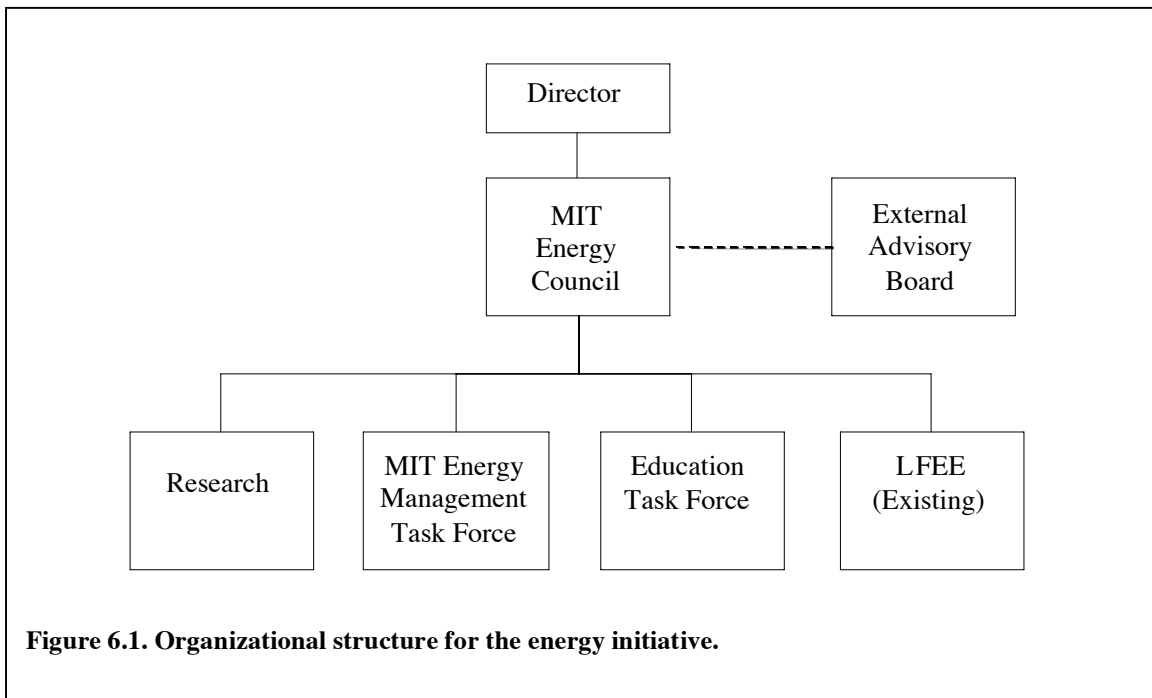 Director
MIT
Energy
Council
External
Advisory
Board
Research
MIT Energy
Management
Task Force
Education
Task Force
LFEE
(Existing)
Figure 6.1. Organizational structure for the energy initiative.